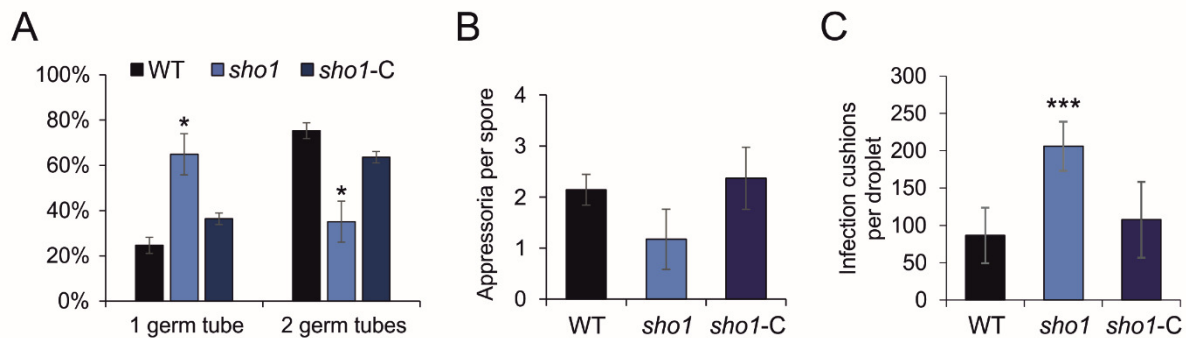 A
WT sho1 sho1-C
100%
80%
60%
40%
20%
0%
*
*
1 germ tube 2 germ tubes
B
Appressoria per spore
4
3
2
1
0
WT sho1 sho1-C
C
Infection cushions
per droplet
300
250
200
150
100
50
0
***
WT sho1 sho1-C